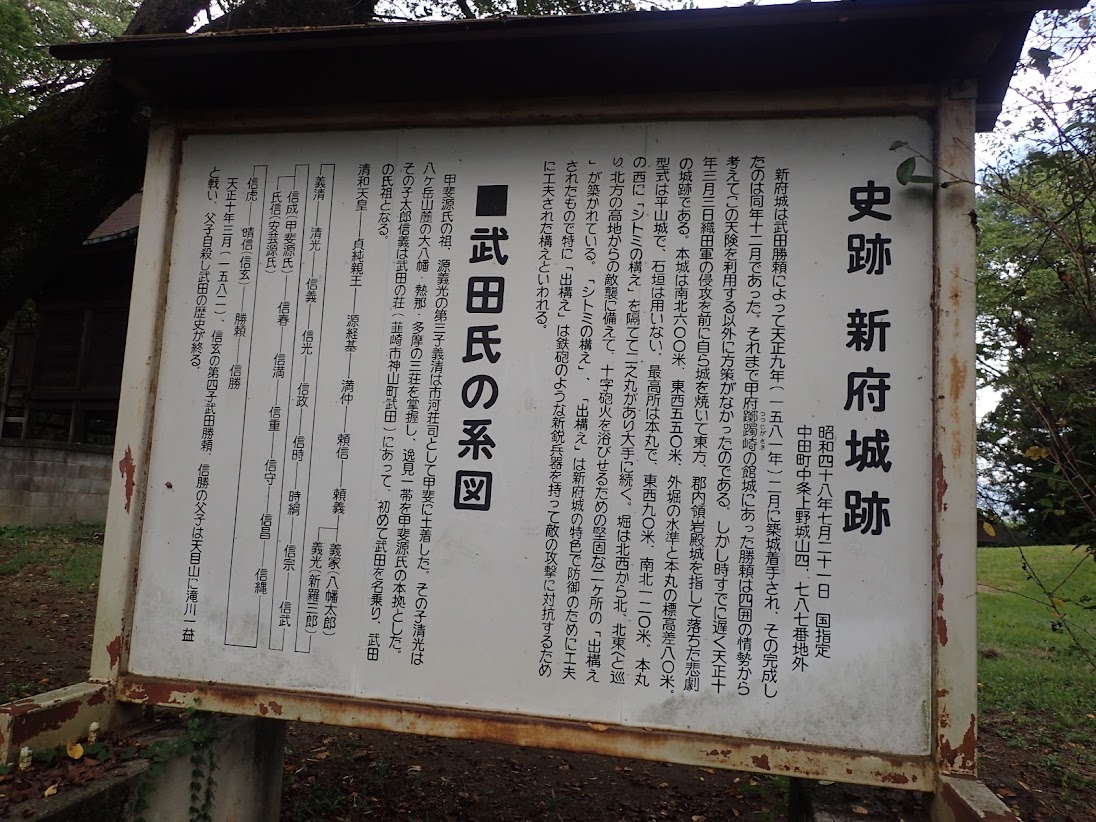 史跡 新府城跡
昭和四十八年七月二十一日 国指定
中田町中条上野城山四,七八七番地外
新府城は武田勝頼によって天正九年(一五八一年)二月に築城着手され、その完成し
たのは同年十二月であった。それまで甲府躑躅崎の館城にあった勝頼は四囲の情勢から
つつじがさき
考えてこの天険を利用する以外に方策がなかったのである。しかし時すでに遅く天正十
年三月三日織田軍の侵攻を前に自ら城を焼いて東方、郡内領岩殿城を指して落ちた悲劇
の城跡である。本城は南北六〇〇米、東西五五〇米、外堀の水準と本丸の標高差八〇米。
型式は平山城で、石垣は用いない、最高所は本丸で、東西九〇米、南北一二〇米。本丸
の西に「シトミの構え」を隔てて二之丸があり大手に続く、堀は北西から北、北東へと巡
り北方の高地からの敵襲に備えて、十字砲火を浴びせるための堅固な二ヶ所の「出構え
」が築かれている。「シトミの構え」、「出構え」は新府城の特色で防御のために工夫
されたもので特に「出構え」は鉄砲のような新鋭兵器を持って敵の攻撃に対抗するため
に工夫された構えといわれる。
■武田氏の系図
甲斐源氏の祖、源義光の第三子義清は市河荘司として甲斐に土着した。その子清光は
八ヶ岳山麓の大八幡・熱那・多摩の三荘を掌握し、逸見一帯を甲斐源氏の本拠とした。
その子太郎信義は武田の荘(韮崎市神山町武田)にあって、初めて武田を名乗り、武田
の氏祖となる。
清和天皇―貞純親王―源経基―満仲―頼信―頼義―義家(八幡太郎)
義光(新羅三郎)
義清―清光―信義―信光―信政―信時―時綱―信宗―信武
信成(甲斐源氏)―信春―信満―信重―信守―信昌―信縄
氏信(安芸源氏)
信虎―晴信(信玄)―勝頼―信勝
天正十年三月(一五八二)、信玄の第四子武田勝頼、信勝の父子は天目山に滝川一益
と戦い、父子自殺し武田の歴史が終る。